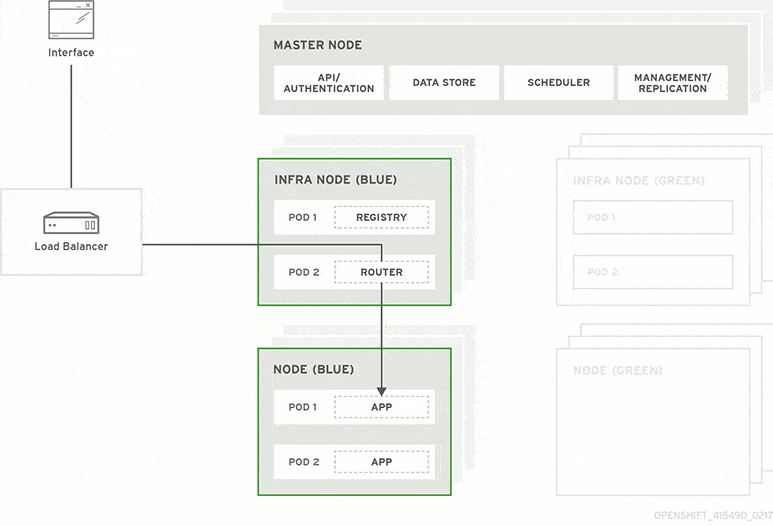 Interface
MASTER NODE
API/
AUTHENTICATION
DATA STORE
SCHEDULER
MANAGEMENT/
REPLICATION
Load Balancer
INFRA NODE (BLUE)
POD 1
REGISTRY
POD 2
ROUTER
INFRA NODE (GREEN)
POD 1
POD 2
NODE (BLUE)
POD 1
APP
POD 2
APP
NODE (GREEN)
OPENSHIFT_415490_0217